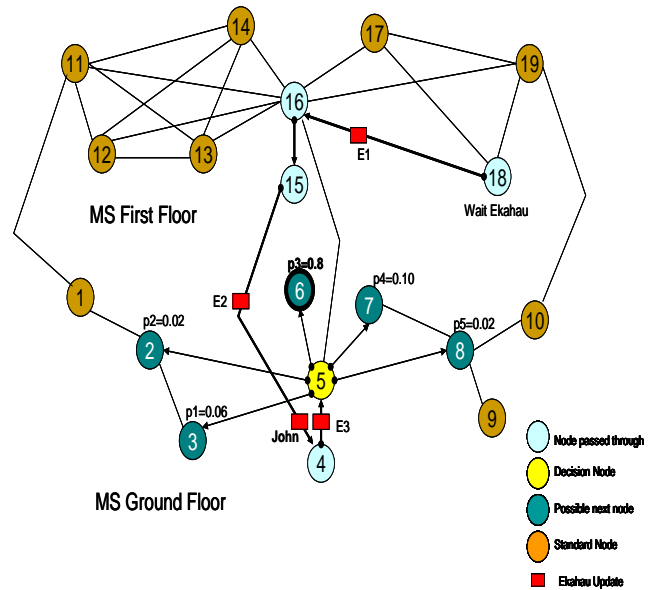 14
17
11
19
16
12
13
E1
15
18
MS First Floor
Wait Ekahau
p3=0.8
p4=0.10
1
E2
6
7
p2=0.02
p5=0.02
10
2
8
5
p1=0.06
9
3
John
E3
4
Node passed through
MS Ground Floor
Decision Node
Possible next node
Standard Node
Ekahau Update